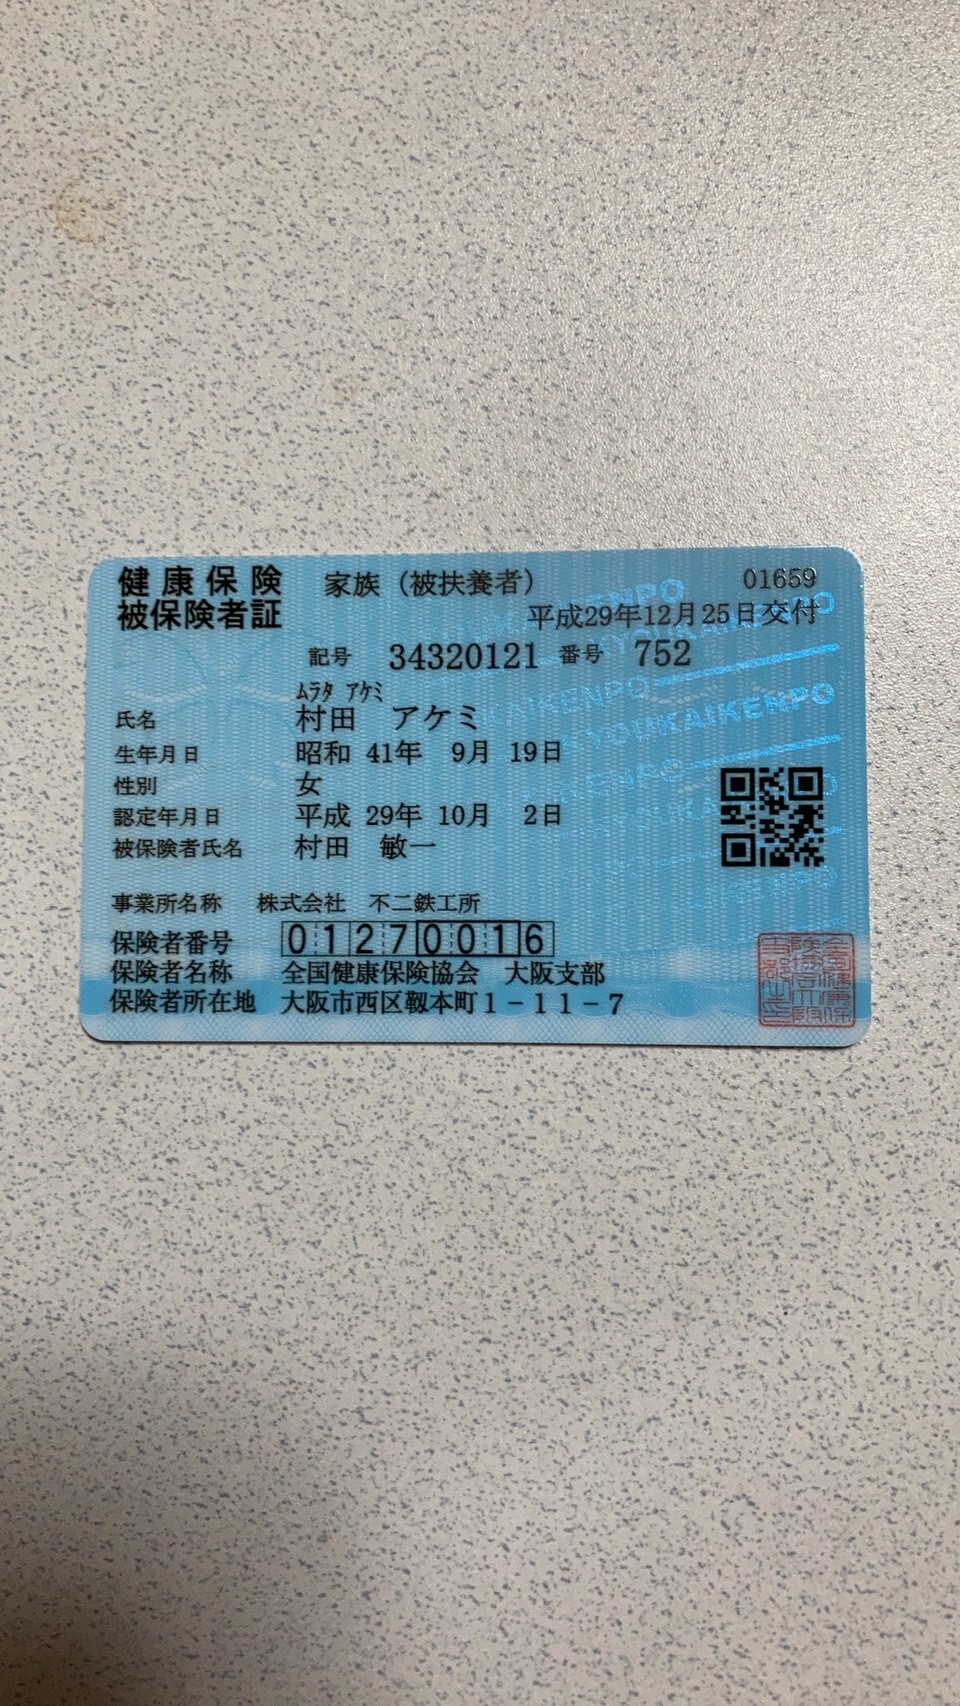 健康保険 家族（被扶養者） 01659
被保険者証 平成29年12月25日交付
記号 34320121 番号 752
ﾑﾗﾀ ｱｹﾐ
氏名 村田 アケミ
生年月日 昭和 41年 9月 19日
性別 女
認定年月日 平成 29年 10月 2日
被保険者氏名 村田 敏一
事業所名称 株式会社 不二鉄工所
保険者番号 01270016
保険者名称 全国健康保険協会 大阪支部
保険者所在地 大阪市西区靱本町１－11－７
KYOUKAIKENPO